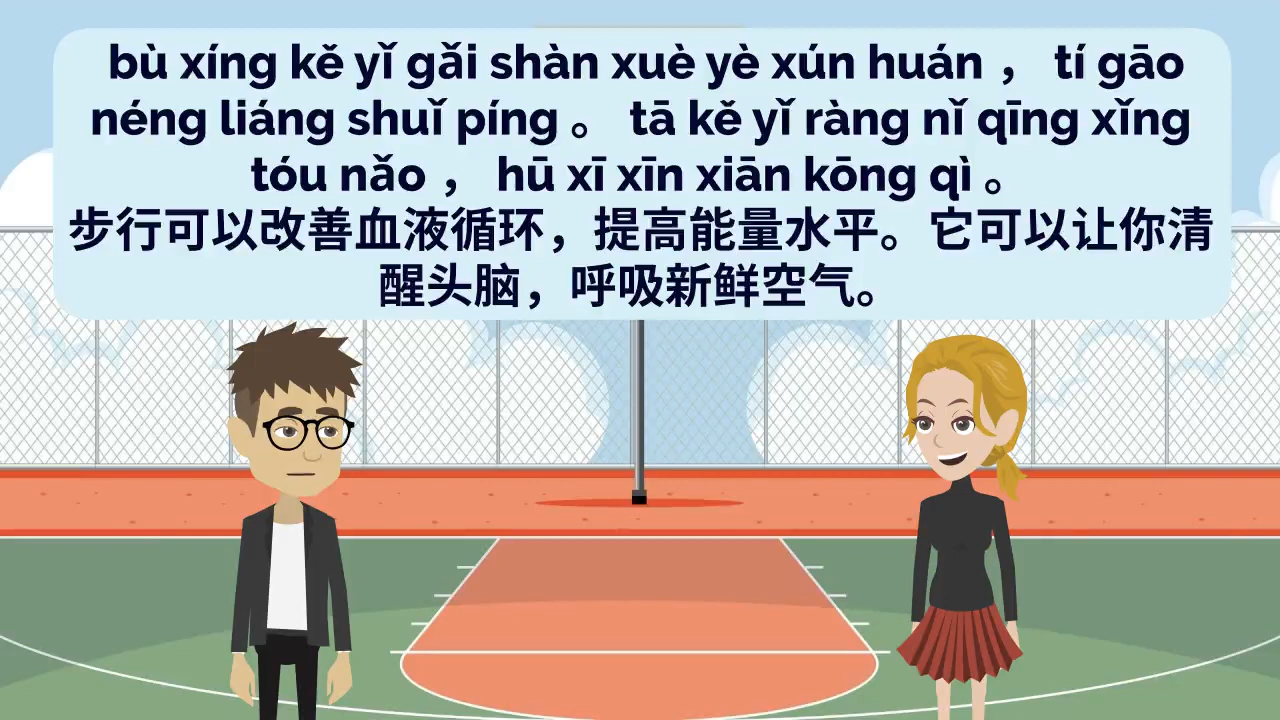 bù xíng kě yǐ gǎi shàn xuè yè xún huán ， tí gāo
néng liáng shuǐ píng 。 tā kě yǐ ràng nǐ qīng xǐng
tóu nǎo ， hū xī xīn xiān kōng qì 。
步行可以改善血液循环，提高能量水平。它可以让你清
醒头脑，呼吸新鲜空气。